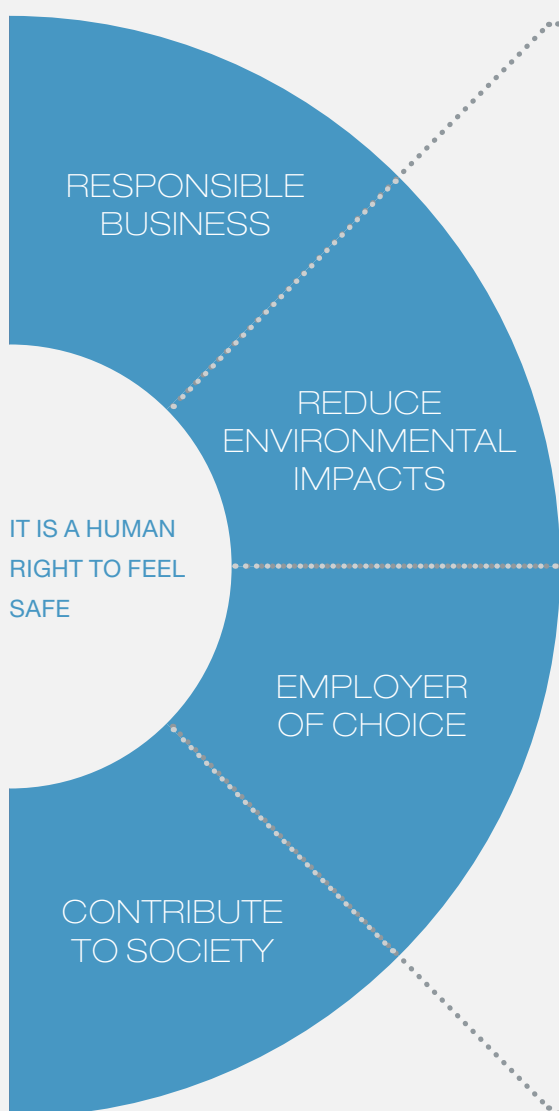 RESPONSIBLE
BUSINESS
REDUCE
ENVIRONMENTAL
IMPACTS
IT IS A HUMAN
RIGHT TO FEEL
SAFE
EMPLOYER
OF CHOICE
CONTRIBUTE
TO SOCIETY